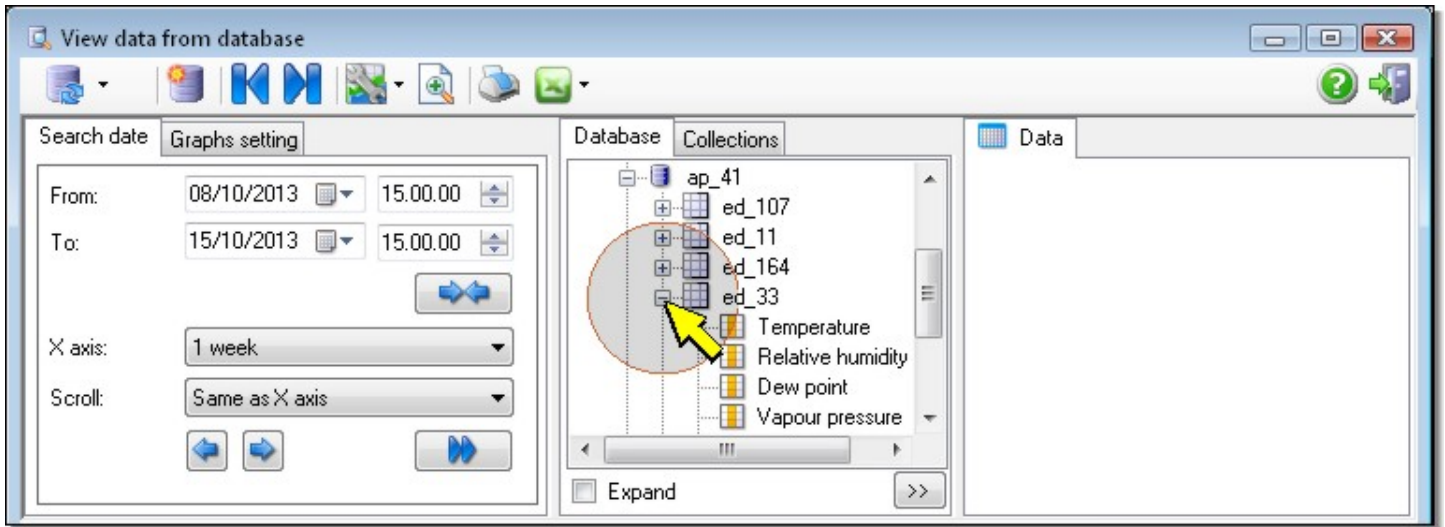 View data from database
Search date
Graphs setting
From:
08/10/2013
15.00.00
To:
15/10/2013
15.00.00
X axis:
1 week
Scroll:
Same as X axis
Database
Collections
ap_41
ed_107
ed_11
ed_164
ed_33
Temperature
Relative humidity
Dew point
Vapour pressure
Expand
>>
Data